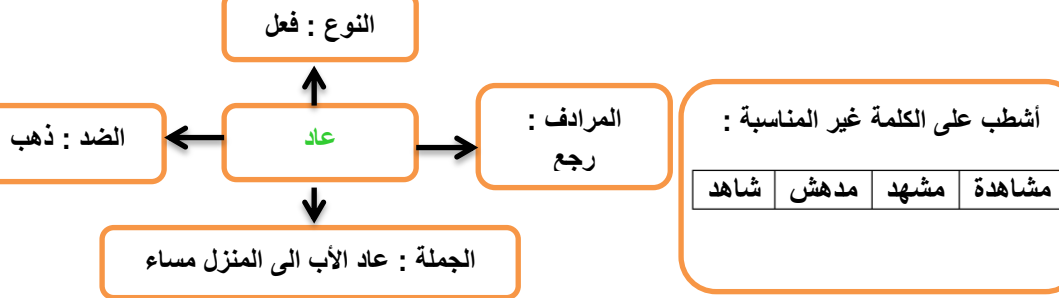 النوع : فعل
أشطب على الكلمة غير المناسبة :
مشاهدة مشهد مدهش شاهد
المرادف :
رجع
عاد
الضد : ذهب
الجملة : عاد الأب الى المنزل مساء